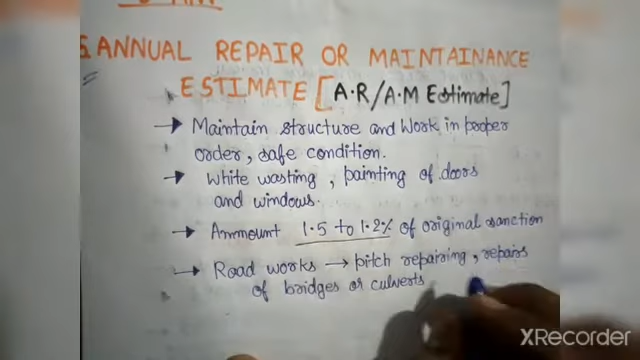 5. ANNUAL REPAIR OR MAINTAINANCE
ESTIMATE [A.R/A.M Estimate]
→ Maintain structure and work in proper
order, safe condition.
→ White wasting, painting of doors
and windows.
→ Ammount 1.5 to 1.2% of original sanction
→ Road works → pitch repairing, repairs
of bridges or culverts
XRecorder